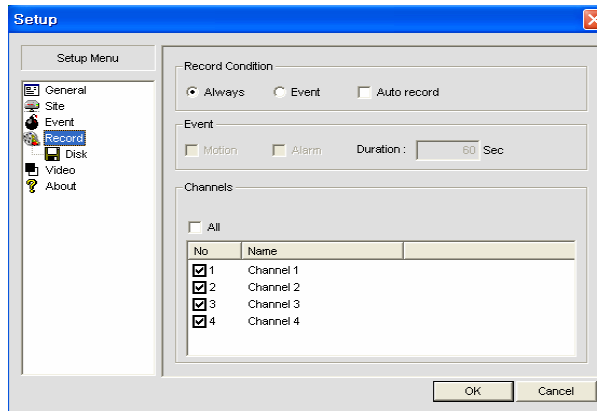 Setup
Setup Menu
General
Site
Event
Record
Disk
Video
About
Record Condition
Always Event Auto record
Event
Motion Alarm Duration : 60 Sec
Channels
All
No Name
1 Channel 1
2 Channel 2
3 Channel 3
4 Channel 4
OK Cancel